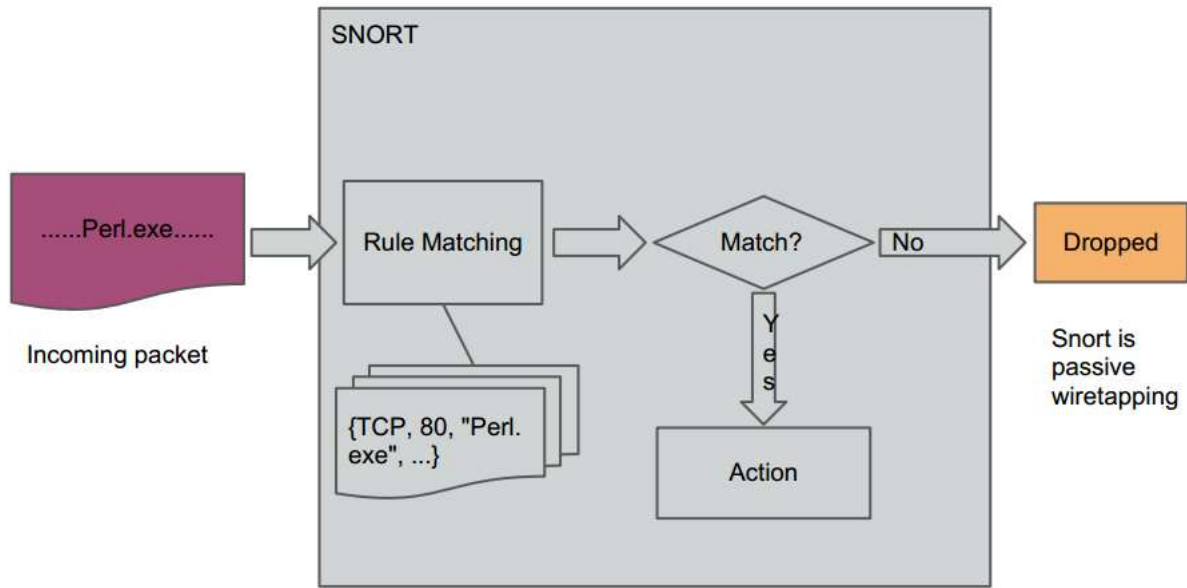 SNORT
......Perl.exe......
Incoming packet
Rule Matching
{TCP, 80, "Perl.
exe", ...}
Match?
Yes
Action
No
Dropped
Snort is
passive
wiretapping